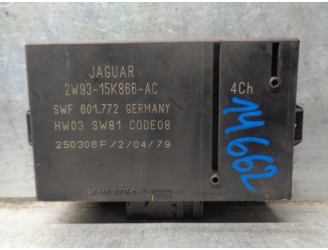 JAGUAR
2W93-15K866-AC
4Ch
SWF 601.772 GERMANY
HW03 SW81 CODE08
250306F/2/04/79
14662